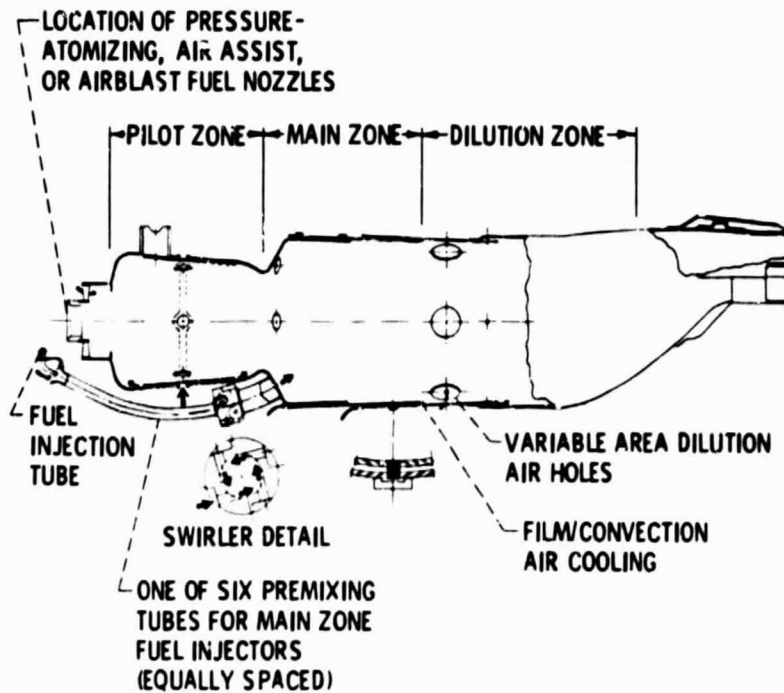 LOCATION OF PRESSURE-
ATOMIZING, AIR ASSIST,
OR AIRBLAST FUEL NOZZLES
PILOT ZONE
MAIN ZONE
DILUTION ZONE
FUEL
INJECTION
TUBE
SWIRLER DETAIL
VARIABLE AREA DILUTION
AIR HOLES
FILM/CONVECTION
AIR COOLING
ONE OF SIX PREMIXING
TUBES FOR MAIN ZONE
FUEL INJECTORS
(EQUALLY SPACED)